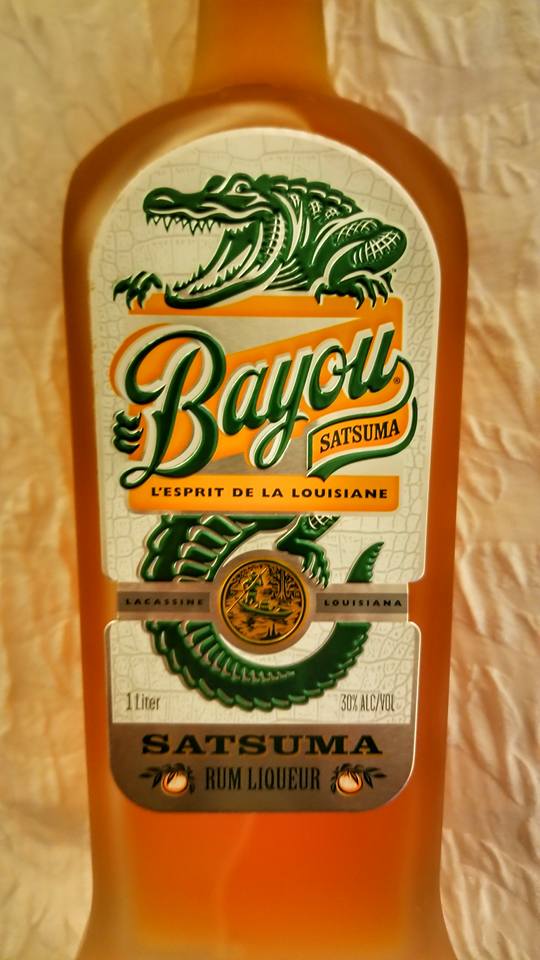 Bayou®
SATSUMA
L'ESPRIT DE LA LOUISIANE
LACASSINE LOUISIANA
1 Liter 30% ALC/VOL
SATSUMA
RUM LIQUEUR